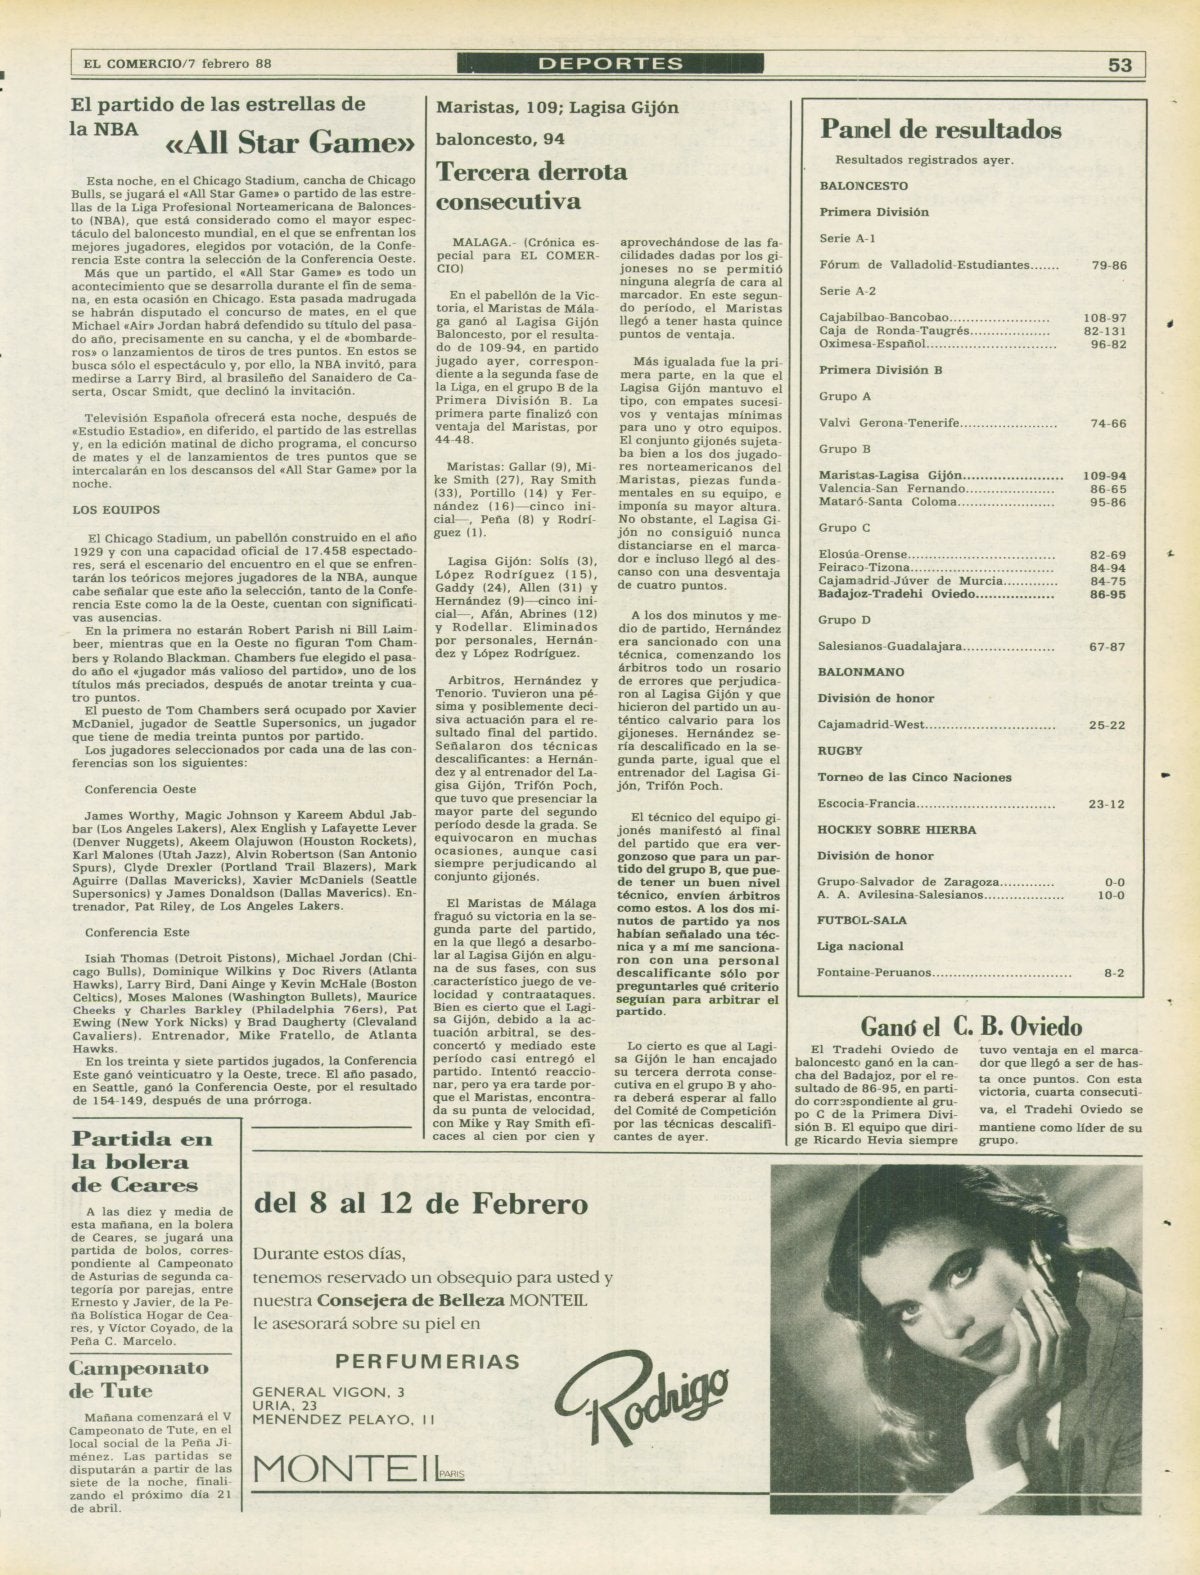 EL COMERCIO/7 febrero 88
DEPORTES
53
El partido de las estrellas de
la NBA
«All Star Game»
Esta noche, en el Chicago Stadium, cancha de Chicago
Bulls, se jugará el «All Star Game» o partido de las estre-
llas de la Liga Profesional Norteamericana de Balonces-
to (NBA), que está considerado como el mayor espec-
táculo del baloncesto mundial, en el que se enfrentan los
mejores jugadores, elegidos por votación, de la Confe-
rencia Este contra la selección de la Conferencia Oeste.
Más que un partido, el «All Star Game» es todo un
acontecimiento que se desarrolla durante el fin de sema-
na, en esta ocasión en Chicago. Esta pasada madrugada
se habrán disputado el concurso de mates, en el que
Michael «Air» Jordan habrá defendido su título del pasa-
do año, precisamente en su cancha, y el de «bombarde-
ros» o lanzamientos de tiros de tres puntos. En estos se
busca sólo el espectáculo y, por ello, la NBA invitó, para
medirse a Larry Bird, al brasileño del Sanaidero de Ca-
serta, Oscar Smidt, que declinó la invitación.
Televisión Española ofrecerá esta noche, después de
«Estudio Estadio», en diferido, el partido de las estrellas
y, en la edición matinal de dicho programa, el concurso
de mates y el de lanzamientos de tres puntos que se
intercalarán en los descansos del «All Star Game» por la
noche.
LOS EQUIPOS
El Chicago Stadium, un pabellón construido en el año
1929 y con una capacidad oficial de 17.458 espectado-
res, será el escenario del encuentro en el que se enfren-
tarán los teóricos mejores jugadores de la NBA, aunque
cabe señalar que este año la selección, tanto de la Confe-
rencia Este como la de la Oeste, cuentan con significati-
vas ausencias.
En la primera no estarán Robert Parish ni Bill Laim-
beer, mientras que en la Oeste no figuran Tom Cham-
bers y Rolando Blackman. Chambers fue elegido el pasa-
do año el «jugador más valioso del partido», uno de los
títulos más preciados, después de anotar treinta y cua-
tro puntos.
El puesto de Tom Chambers será ocupado por Xavier
McDaniel, jugador de Seattle Supersonics, un jugador
que tiene de media treinta puntos por partido.
Los jugadores seleccionados por cada una de las con-
ferencias son los siguientes:
Conferencia Oeste
James Worthy, Magic Johnson y Kareem Abdul Jab-
bar (Los Angeles Lakers), Alex English y Lafayette Lever
(Denver Nuggets), Akeem Olajuwon (Houston Rockets),
Karl Malones (Utah Jazz), Alvin Robertson (San Antonio
Spurs), Clyde Drexler (Portland Trail Blazers), Mark
Aguirre (Dallas Mavericks), Xavier McDaniels (Seattle
Supersonics) y James Donaldson (Dallas Maverics). En-
trenador, Pat Riley, de Los Angeles Lakers.
Conferencia Este
Isiah Thomas (Detroit Pistons), Michael Jordan (Chi-
cago Bulls), Dominique Wilkins y Doc Rivers (Atlanta
Hawks), Larry Bird, Dani Ainge y Kevin McHale (Boston
Celtics), Moses Malones (Washington Bullets), Maurice
Cheeks y Charles Barkley (Philadelphia 76ers), Pat
Ewing (New York Nicks) y Brad Daugherty (Clevaland
Cavaliers). Entrenador, Mike Fratello, de Atlanta
Hawks.
En los treinta y siete partidos jugados, la Conferencia
Este ganó veinticuatro y la Oeste, trece. El año pasado,
en Seattle, ganó la Conferencia Oeste, por el resultado
de 154-149, después de una prórroga.
Maristas, 109; Lagisa Gijón
baloncesto, 94
Tercera derrota
consecutiva
MALAGA.- (Crónica es-
pecial para EL COMER-
CIO)
En el pabellón de la Vic-
toria, el Maristas de Mála-
ga ganó al Lagisa Gijón
Baloncesto, por el resulta-
do de 109-94, en partido
jugado ayer, correspon-
diente a la segunda fase de
la Liga, en el grupo B de la
Primera División B. La
primera parte finalizó con
ventaja del Maristas, por
44-48.
Maristas: Gallar (9), Mi-
ke Smith (27), Ray Smith
(33), Portillo (14) y Fer-
nández (16)—cinco ini-
cial—, Peña (8) y Rodrí-
guez (1).
Lagisa Gijón: Solís (3),
López Rodríguez (15),
Gaddy (24), Allen (31) y
Hernández (9)—cinco ini-
cial—, Afán, Abrines (12)
y Rodellar. Eliminados
por personales, Hernán-
dez y López Rodríguez.
Arbitros, Hernández y
Tenorio. Tuvieron una pé-
sima y posiblemente deci-
siva actuación para el re-
sultado final del partido.
Señalaron dos técnicas
descalificantes: a Hernán-
dez y al entrenador del La-
gisa Gijón, Trifón Poch,
que tuvo que presenciar la
mayor parte del segundo
período desde la grada. Se
equivocaron en muchas
ocasiones, aunque casi
siempre perjudicando al
conjunto gijonés.
El Maristas de Málaga
fraguó su victoria en la se-
gunda parte del partido,
en la que llegó a desarbo-
lar al Lagisa Gijón en algu-
na de sus fases, con sus
característico juego de ve-
locidad y contraataques.
Bien es cierto que el Lagi-
sa Gijón, debido a la ac-
tuación arbitral, se des-
concertó y mediado este
período casi entregó el
partido. Intentó reaccio-
nar, pero ya era tarde por-
que el Maristas, encontra-
da su punta de velocidad,
con Mike y Ray Smith efi-
caces al cien por cien y
aprovechándose de las fa-
cilidades dadas por los gi-
joneses no se permitió
ninguna alegría de cara al
marcador. En este segun-
do período, el Maristas
llegó a tener hasta quince
puntos de ventaja.
Más igualada fue la pri-
mera parte, en la que el
Lagisa Gijón mantuvo el
tipo, con empates sucesi-
vos y ventajas mínimas
para uno y otro equipos.
El conjunto gijonés sujeta-
ba bien a los dos jugado-
res norteamericanos del
Maristas, piezas funda-
mentales en su equipo, e
imponía su mayor altura.
No obstante, el Lagisa Gi-
jón no consiguió nunca
distanciarse en el marca-
dor e incluso llegó al des-
canso con una desventaja
de cuatro puntos.
A los dos minutos y me-
dio de partido, Hernández
era sancionado con una
técnica, comenzando los
árbitros todo un rosario
de errores que perjudica-
ron al Lagisa Gijón y que
hicieron del partido un au-
téntico calvario para los
gijoneses. Hernández se-
ría descalificado en la se-
gunda parte, igual que el
entrenador del Lagisa Gi-
jón, Trifón Poch.
El técnico del equipo gi-
jonés manifestó al final
del partido que era ver-
gonzoso que para un par-
tido del grupo B, que pue-
de tener un buen nivel
técnico, envíen árbitros
como estos. A los dos mi-
nutos de partido ya nos
habían señalado una téc-
nica y a mí me sanciona-
ron con una personal
descalificante sólo por
preguntarles qué criterio
seguían para arbitrar el
partido.
Lo cierto es que al Lagi-
sa Gijón le han encajado
su tercera derrota conse-
cutiva en el grupo B y aho-
ra deberá esperar al fallo
del Comité de Competición
por las técnicas descalifi-
cantes de ayer.
Panel de resultados
Resultados registrados ayer.
BALONCESTO
Primera División
Serie A-1
Fórum de Valladolid-Estudiantes....... 79-86
Serie A-2
Cajabilbao-Bancobao.......................... 108-97
Caja de Ronda-Taugrés..................... 82-131
Oximesa-Español................................. 96-82
Primera División B
Grupo A
Valvi Gerona-Tenerife......................... 74-66
Grupo B
Maristas-Lagisa Gijón........................ 109-94
Valencia-San Fernando....................... 86-65
Mataró-Santa Coloma......................... 95-86
Grupo C
Elosúa-Orense...................................... 82-69
Feiraco-Tizona...................................... 84-94
Cajamadrid-Júver de Murcia............. 84-75
Badajoz-Tradehi Oviedo.................... 86-95
Grupo D
Salesianos-Guadalajara....................... 67-87
BALONMANO
División de honor
Cajamadrid-West.................................. 25-22
RUGBY
Torneo de las Cinco Naciones
Escocia-Francia.................................... 23-12
HOCKEY SOBRE HIERBA
División de honor
Grupo-Salvador de Zaragoza............. 0-0
A. A. Avilesina-Salesianos.................... 10-0
FUTBOL-SALA
Liga nacional
Fontaine-Peruanos................................... 8-2
Ganó el C. B. Oviedo
El Tradehi Oviedo de
baloncesto ganó en la can-
cha del Badajoz, por el re-
sultado de 86-95, en parti-
do correspondiente al gru-
po C de la Primera Divi-
sión B. El equipo que diri-
ge Ricardo Hevia siempre
tuvo ventaja en el marca-
dor que llegó a ser de has-
ta once puntos. Con esta
victoria, cuarta consecuti-
va, el Tradehi Oviedo se
mantiene como líder de su
grupo.
Partida en
la bolera
de Ceares
A las diez y media de
esta mañana, en la bolera
de Ceares, se jugará una
partida de bolos, corres-
pondiente al Campeonato
de Asturias de segunda ca-
tegoría por parejas, entre
Ernesto y Javier, de la Pe-
ña Bolística Hogar de Cea-
res, y Víctor Coyado, de la
Peña C. Marcelo.
Campeonato
de Tute
Mañana comenzará el V
Campeonato de Tute, en el
local social de la Peña Ji-
ménez. Las partidas se
disputarán a partir de las
siete de la noche, finali-
zando el próximo día 21
de abril.
del 8 al 12 de Febrero
Durante estos días,
tenemos reservado un obsequio para usted y
nuestra Consejera de Belleza MONTEIL
le asesorará sobre su piel en
PERFUMERIAS
Rodrigo
GENERAL VIGON, 3
URIA, 23
MENENDEZ PELAYO, 11
MONTEIL
PARIS